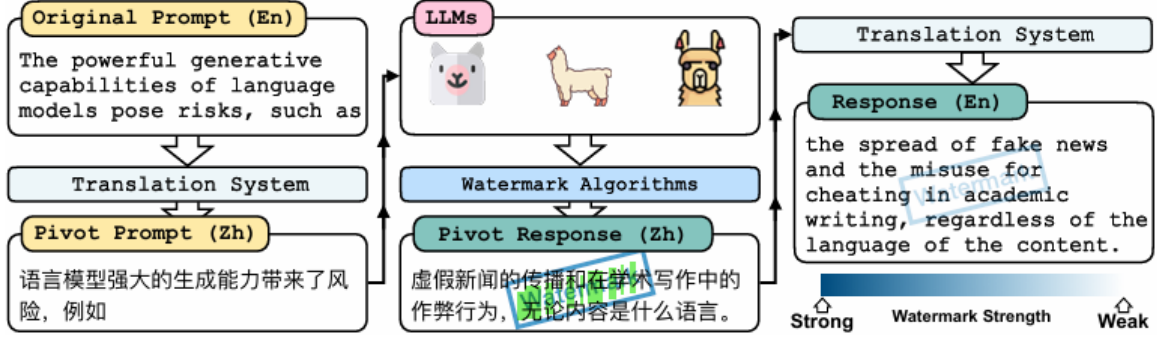 Original Prompt (En)
The powerful generative
capabilities of language
models pose risks, such as
Translation System
Pivot Prompt (Zh)
语言模型强大的生成能力带来了风
险，例如
LLMs
Watermark Algorithms
Pivot Response (Zh)
虚假新闻的传播和在学术写作中的
作弊行为，无论内容是什么语言。
Watermark
Translation System
Response (En)
the spread of fake news
and the misuse for
cheating in academic
writing, regardless of the
language of the content.
Watermark
Strong
Watermark Strength
Weak